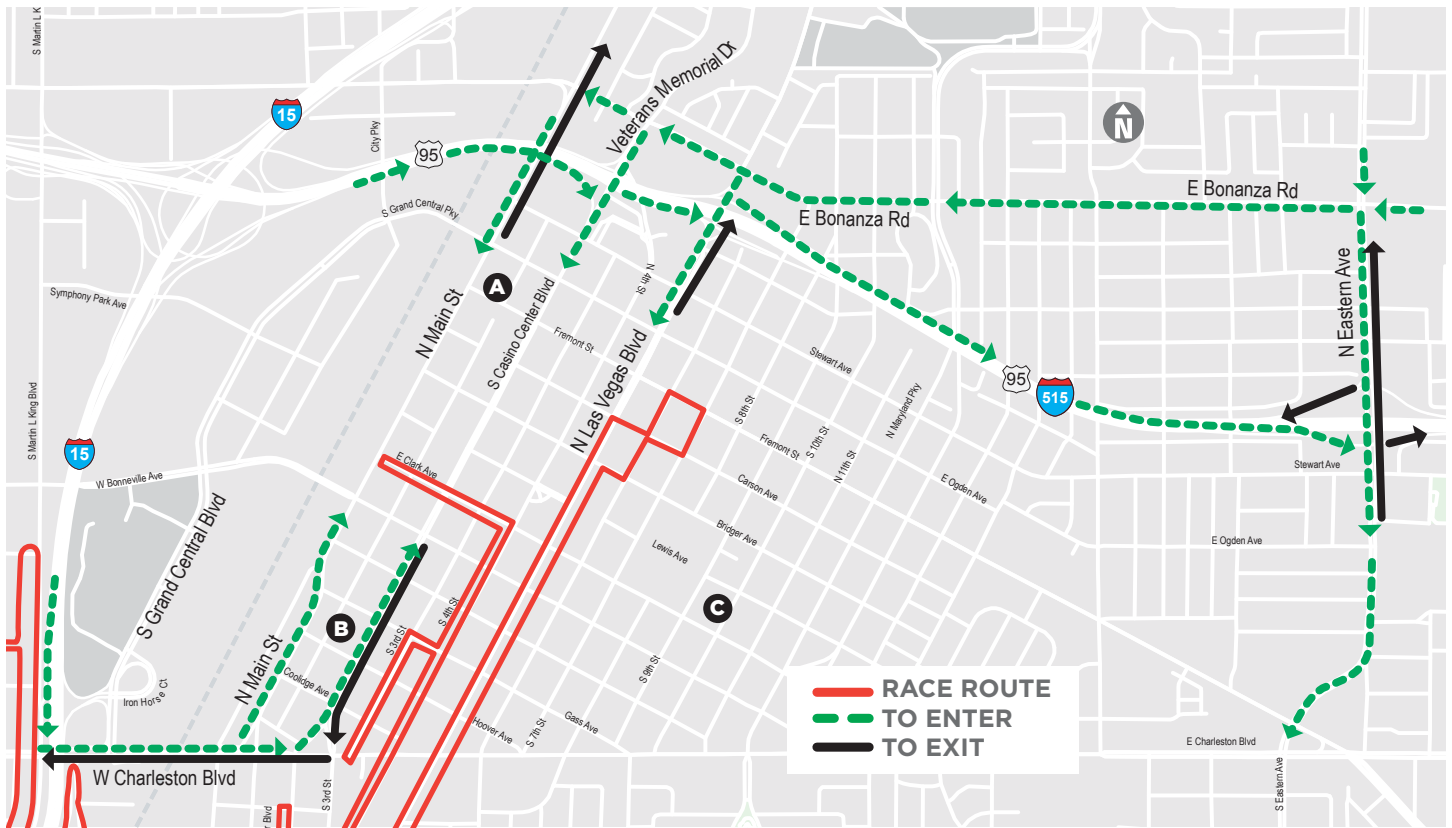 S Martin L K
15
City Pky
95
Veterans Memorial Dr
N
E Bonanza Rd
E Bonanza Rd
S Grand Central Pky
A
N 4th St
N Eastern Ave
Symphony Park Ave
N Main St
S Casino Center Blvd
Fremont St
N Las Vegas Blvd
Stewart Ave
95
515
S Martin L King Blvd
15
S 8th St
N Maryland Pky
Fremont St
S 10th St
N 11th St
E Clark Ave
W Bonneville Ave
Stewart Ave
Carson Ave
E Ogden Ave
S Grand Central Blvd
Bridger Ave
Lewis Ave
E Ogden Ave
B
S 3rd St
S 4th St
C
N Main St
Coolidge Ave
S 9th St
Iron Horse Ct
Hoover Ave
S 7th St
Gass Ave
RACE ROUTE
TO ENTER
TO EXIT
E Charleston Blvd
W Charleston Blvd
S 3rd St
r Blvd
S Eastern Ave